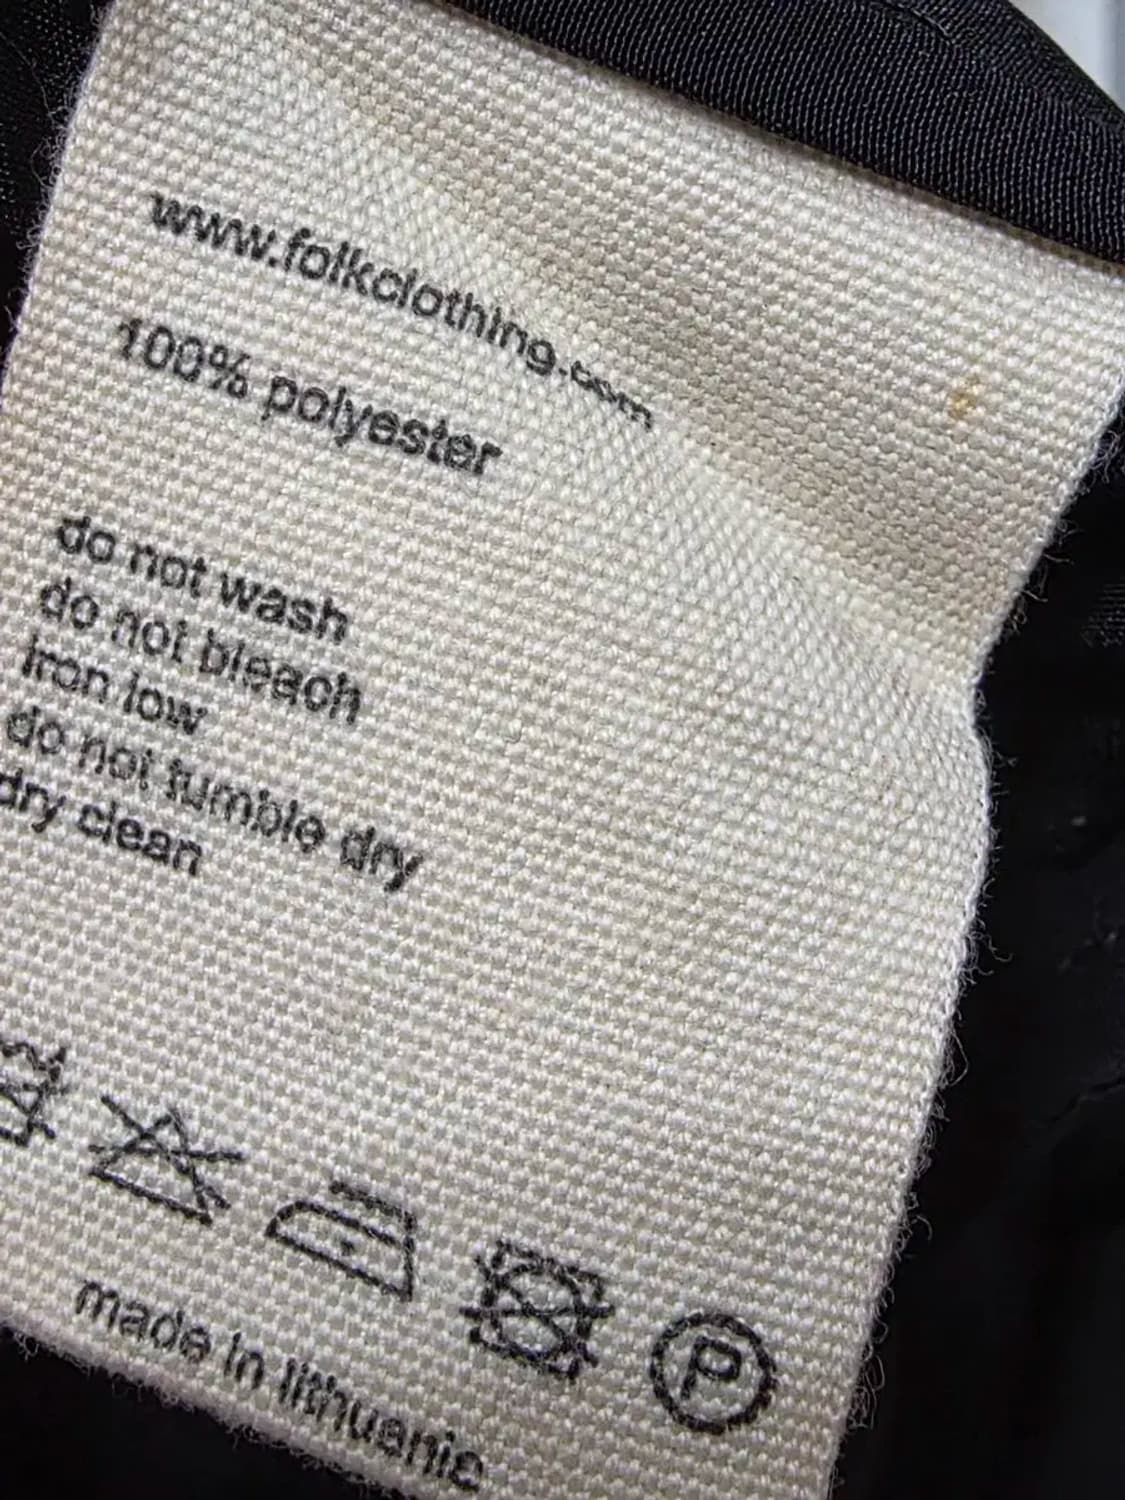 www.folkclothing.com
100% polyester
do not wash
do not bleach
iron low
do not tumble dry
dry clean
P
made in lithuania